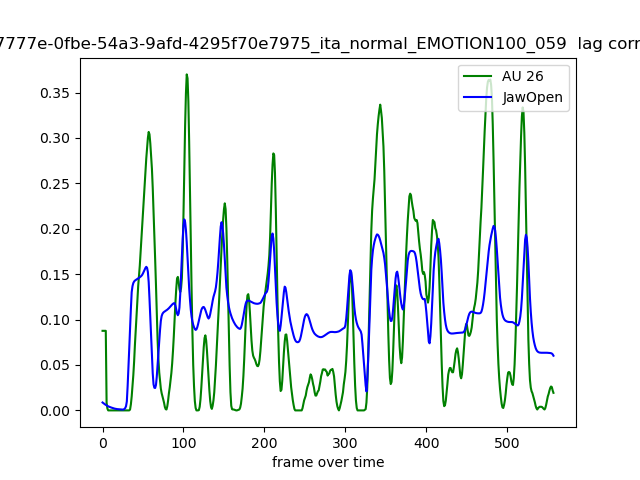 7777e-0fbe-54a3-9afd-4295f70e7975_ita_normal_EMOTION100_059 lag corr
AU 26
JawOpen
0.35
0.30
0.25
0.20
0.15
0.10
0.05
0.00
0 100 200 300 400 500
frame over time